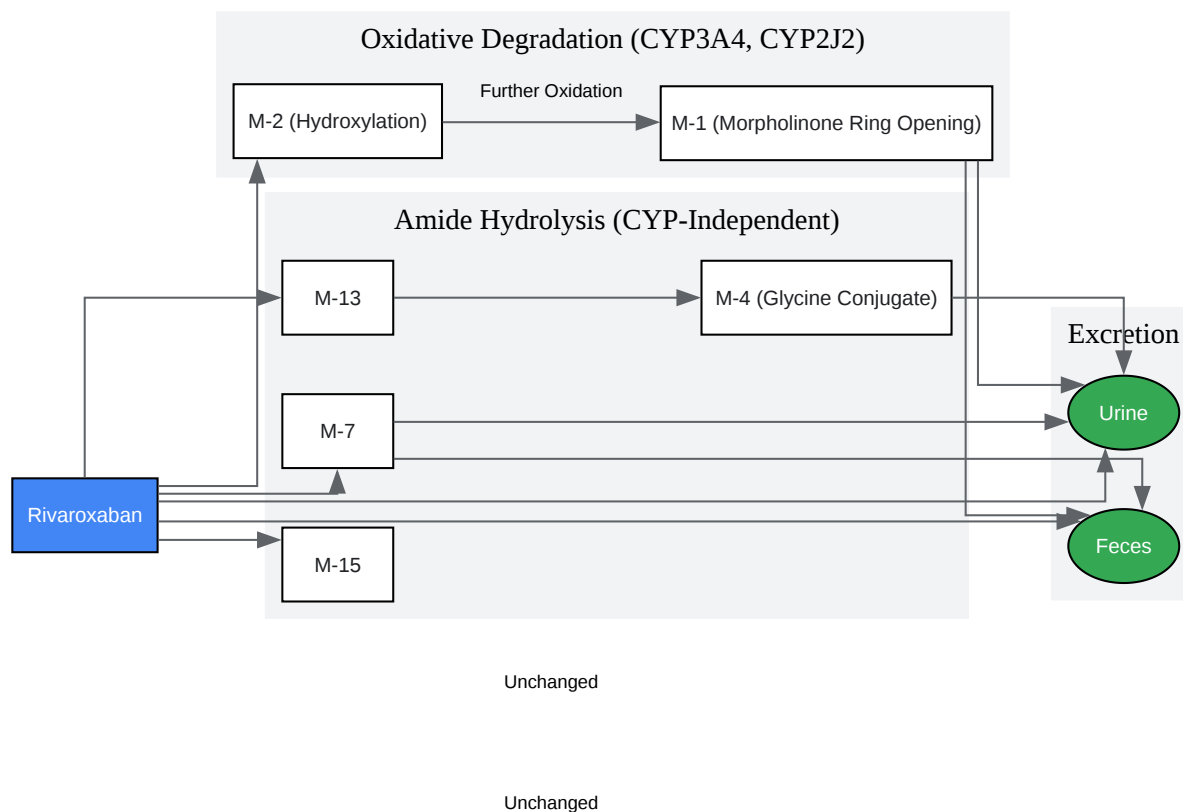 Oxidative Degradation (CYP3A4, CYP2J2)
Further Oxidation
M-2 (Hydroxylation)
M-1 (Morpholinone Ring Opening)
Amide Hydrolysis (CYP-Independent)
M-13
M-4 (Glycine Conjugate)
Excretion
Urine
M-7
Rivaroxaban
Feces
M-15
Unchanged
Unchanged